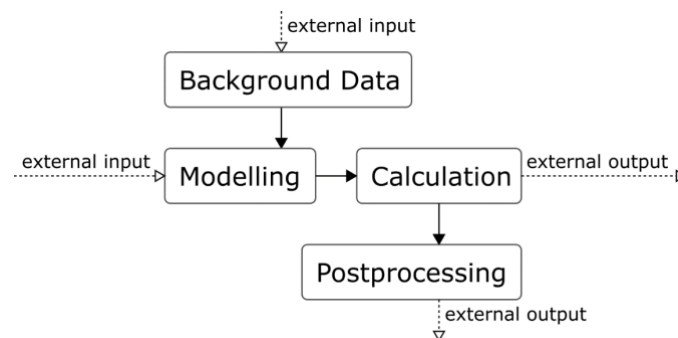 external input
Background Data
external input
Modelling
Calculation
external output
Postprocessing
external output